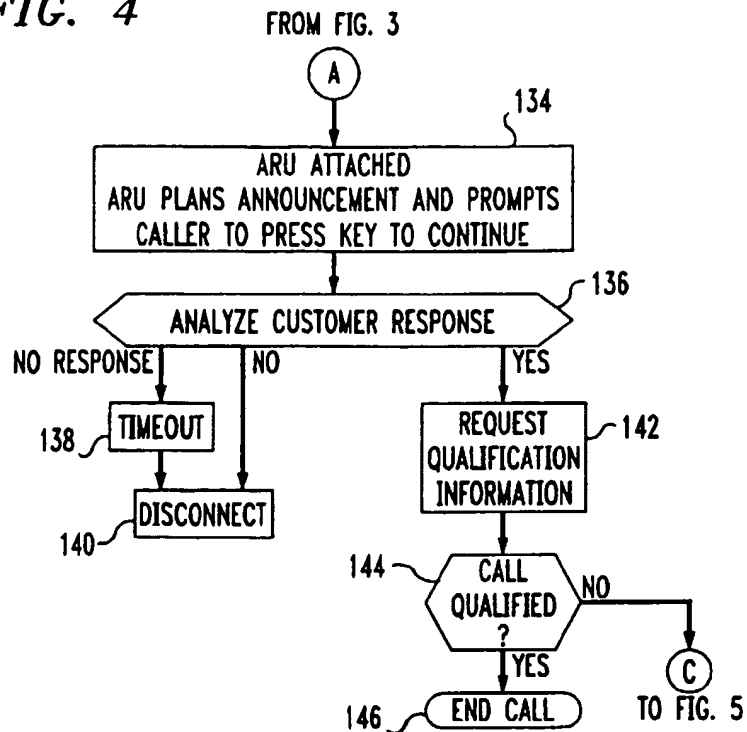 FIG. 4
FROM FIG. 3
A
134
ARU ATTACHED
ARU PLANS ANNOUNCEMENT AND PROMPTS
CALLER TO PRESS KEY TO CONTINUE
136
ANALYZE CUSTOMER RESPONSE
NO RESPONSE
NO
YES
138
TIMEOUT
REQUEST
QUALIFICATION
INFORMATION
142
140
DISCONNECT
144
CALL
QUALIFIED
?
NO
YES
C
TO FIG. 5
146
END CALL